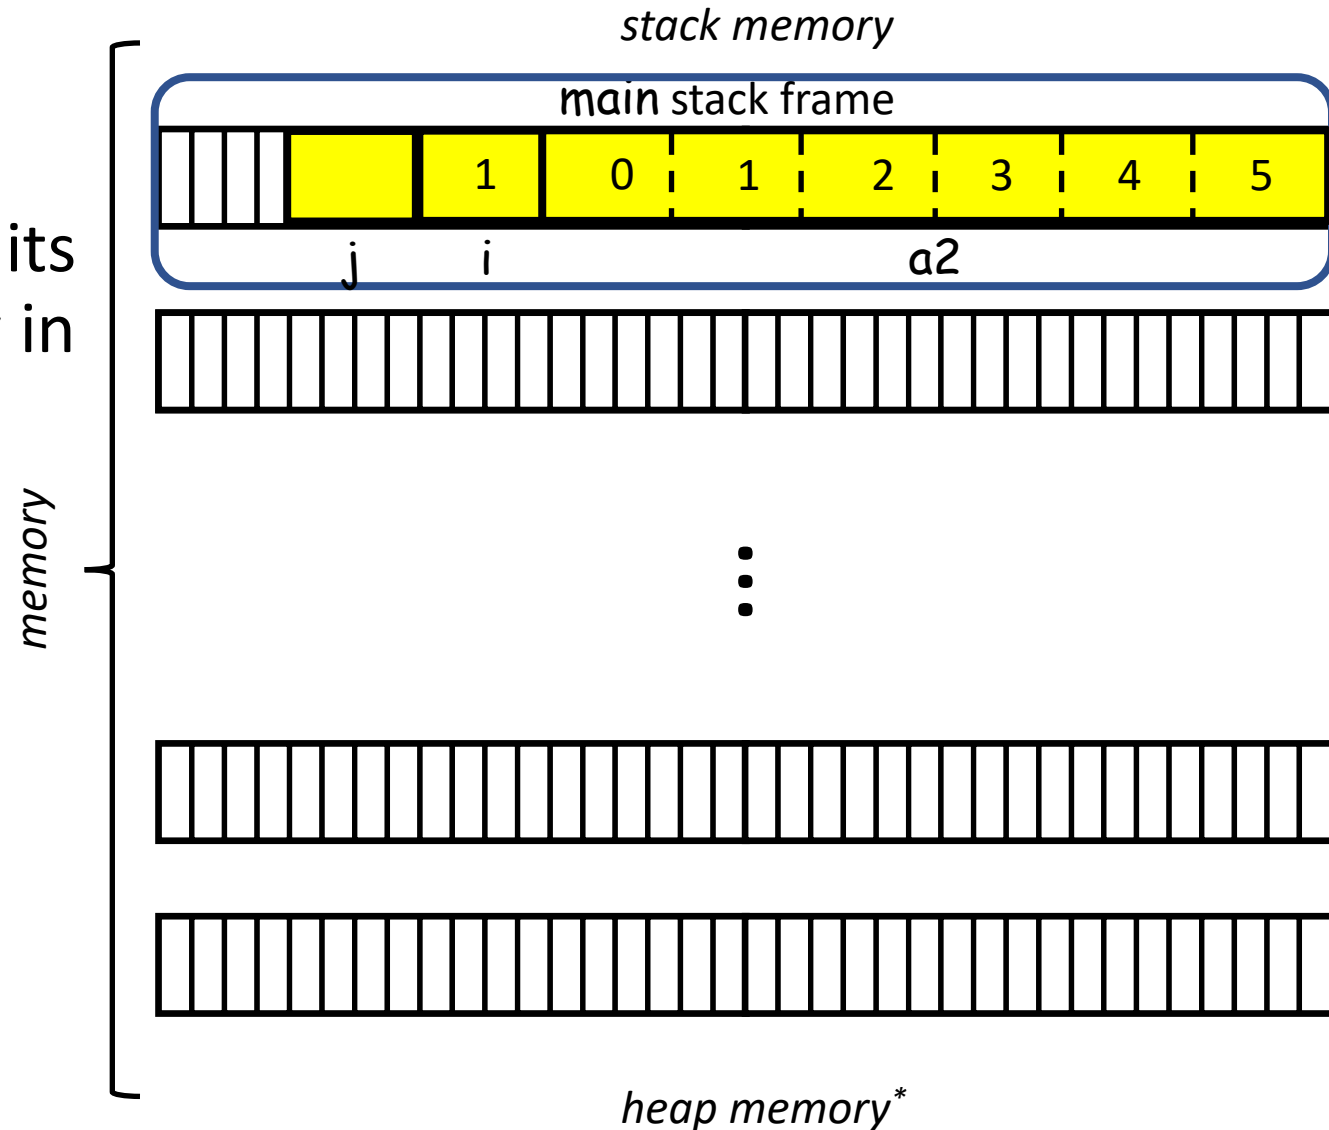 stack memory
main stack frame
1 0 1 2 3 4 5
its
j i a2
in
memory
heap memory*